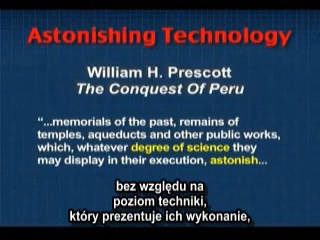 Astonishing Technology
William H. Prescott
The Conquest Of Peru
"...memorials of the past, remains of
temples, aqueducts and other public works,
which, whatever degree of science they
may display in their execution, astonish...
bez względu na
poziom techniki,
który prezentuje ich wykonanie,